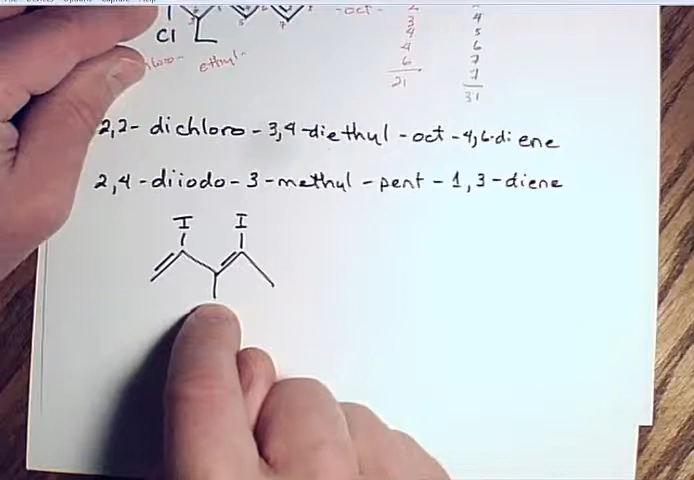 -oct-
2
3 4
Cl 4 5
chloro- ethyl- 4 6
6 7
21 7
31
2,2-dichloro-3,4-diethyl-oct-4,6-diene
2,4-diiodo-3-methyl-pent-1,3-diene
I I